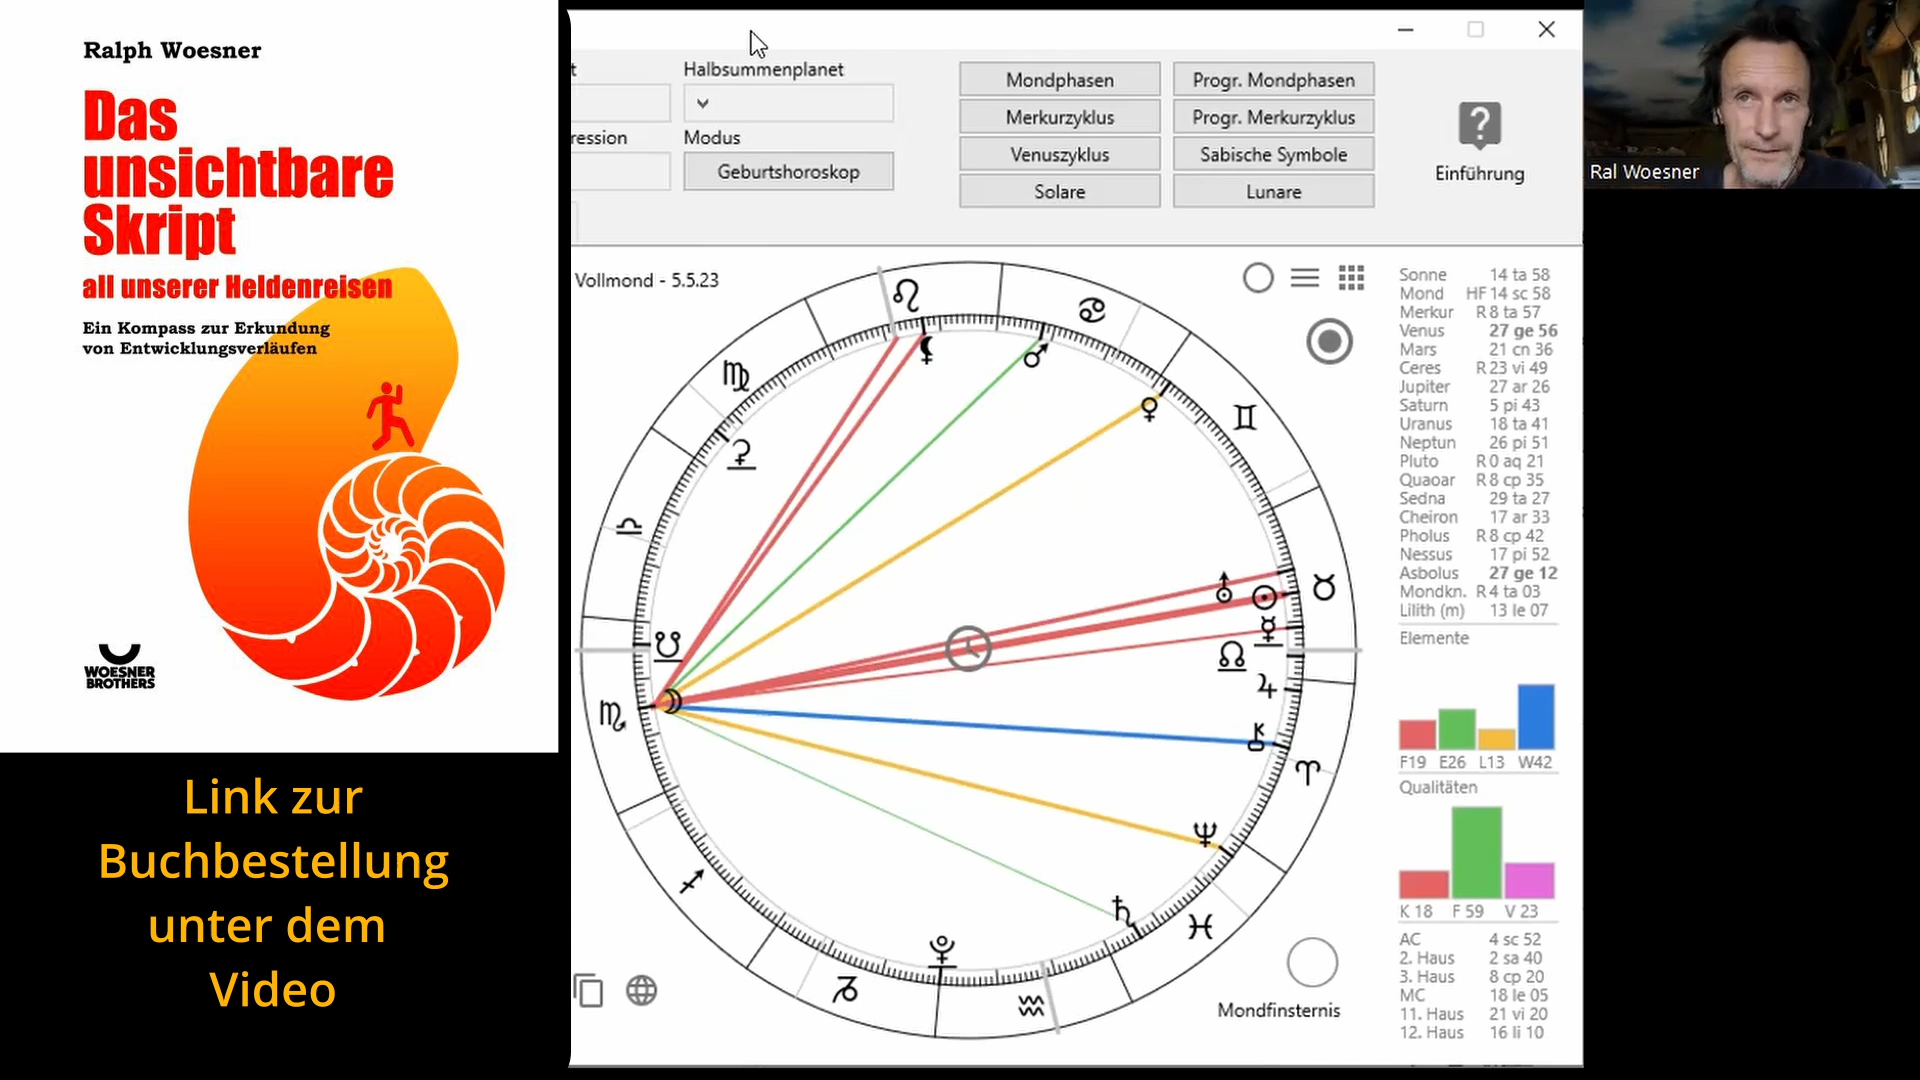 Ralph Woesner
Das
unsichtbare
Skript
all unserer Heldenreisen
Ein Kompass zur Erkundung
von Entwicklungsverläufen
WOESNER
BROTHERS
Link zur
Buchbestellung
unter dem
Video
t
Halbsummenplanet
ression
Modus
Geburtshoroskop
Mondphasen
Progr. Mondphasen
Merkurzyklus
Progr. Merkurzyklus
Venuszyklus
Sabische Symbole
Solare
Lunare
Einführung
Ral Woesner
Vollmond - 5.5.23
Sonne 14 ta 58
Mond HF 14 sc 58
Merkur R 8 ta 57
Venus 27 ge 56
Mars 21 cn 36
Ceres R 23 vi 49
Jupiter 27 ar 26
Saturn 5 pi 43
Uranus 18 ta 41
Neptun 26 pi 51
Pluto R 0 aq 21
Quaoar R 8 cp 35
Sedna 29 ta 27
Cheiron 17 ar 33
Pholus R 8 cp 42
Nessus 17 pi 52
Asbolus 27 ge 12
Mondkn. R 4 ta 03
Lilith (m) 13 le 07
Elemente
F19 E26 L13 W42
Qualitäten
K 18 F 59 V 23
AC 4 sc 52
2. Haus 2 sa 40
3. Haus 8 cp 20
MC 18 le 05
11. Haus 21 vi 20
12. Haus 16 li 10
Mondfinsternis